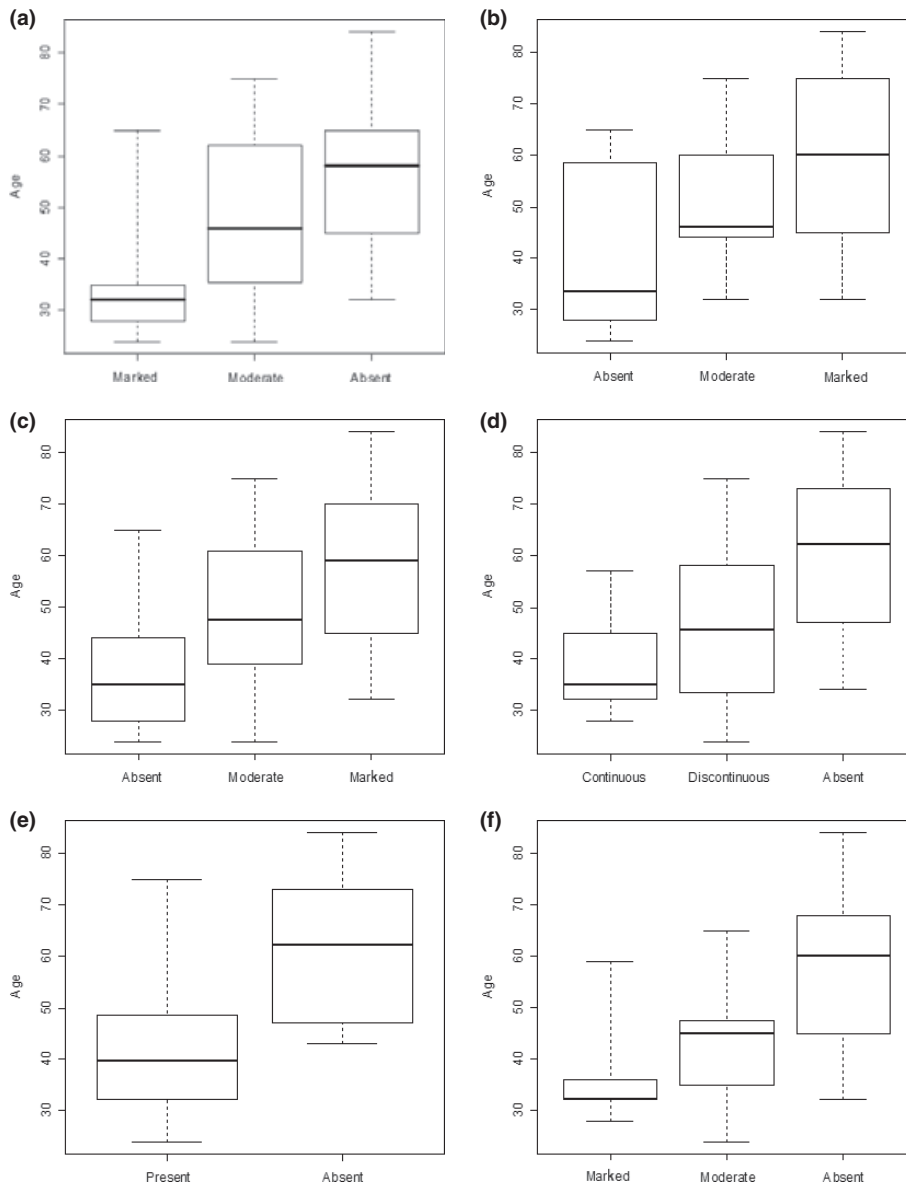 (a)
Age
80
70
60
50
40
30
Marked Moderate Absent
(b)
Age
80
70
60
50
40
30
Absent Moderate Marked
(c)
Age
80
70
60
50
40
30
Absent Moderate Marked
(d)
Age
80
70
60
50
40
30
Continuous Discontinuous Absent
(e)
Age
80
70
60
50
40
30
Present Absent
(f)
Age
80
70
60
50
40
30
Marked Moderate Absent